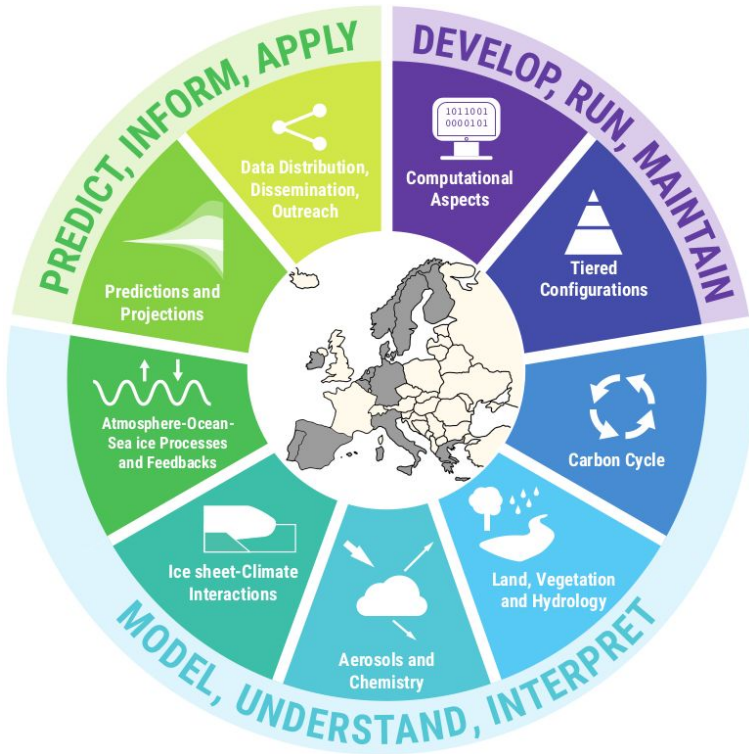 PREDICT, INFORM, APPLY
DEVELOP, RUN, MAINTAIN
MODEL, UNDERSTAND, INTERPRET
Data Distribution,
Dissemination,
Outreach
1011001
0000101
Computational
Aspects
Tiered
Configurations
Carbon Cycle
Land, Vegetation
and Hydrology
Aerosols and
Chemistry
Ice sheet-Climate
Interactions
Atmosphere-Ocean-
Sea ice Processes
and Feedbacks
Predictions and
Projections